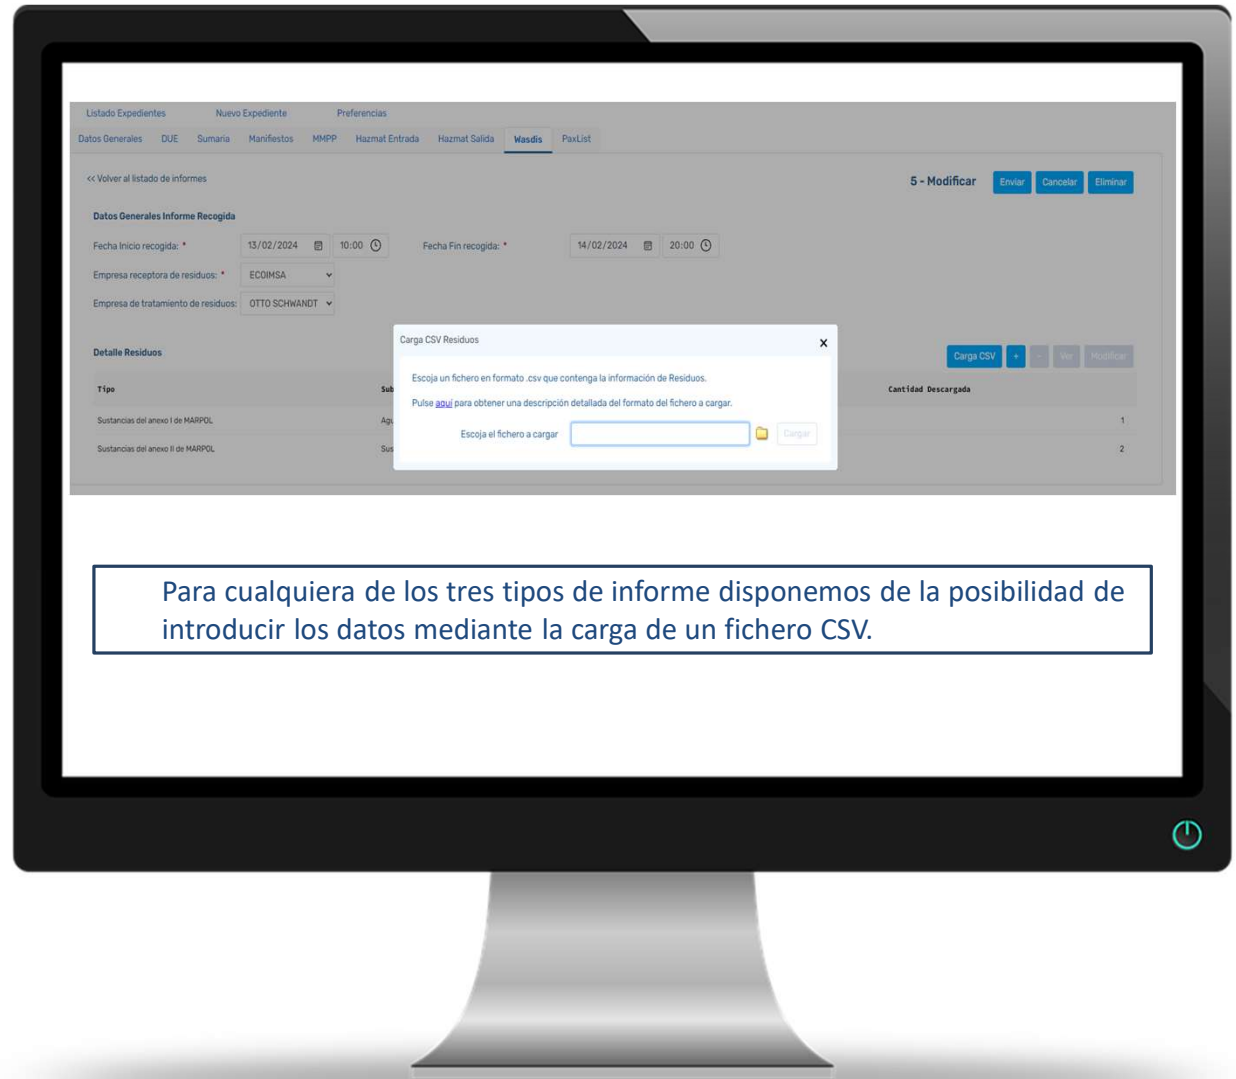 Listado Expedientes Nuevo Expediente Preferencias
Datos Generales DUE Sumaria Manifiestos MMPP Hazmat Entrada Hazmat Salida Wasdis PaxList
<< Volver al listado de informes 5 - Modificar Enviar Cancelar Eliminar
Datos Generales Informe Recogida
Fecha Inicio recogida: * 13/02/2024 10:00 Fecha Fin recogida: * 14/02/2024 20:00
Empresa receptora de residuos: * ECOIMSA
Empresa de tratamiento de residuos: OTTO SCHWANDT
Detalle Residuos Carga CSV + - Ver Modificar
Tipo Sub Cantidad Descargada
Sustancias del anexo I de MARPOL Agu 1
Sustancias del anexo II de MARPOL Sus 2
Carga CSV Residuos x
Escoja un fichero en formato .csv que contenga la información de Residuos.
Pulse aquí para obtener una descripción detallada del formato del fichero a cargar.
Escoja el fichero a cargar Cargar
Para cualquiera de los tres tipos de informe disponemos de la posibilidad de
introducir los datos mediante la carga de un fichero CSV.